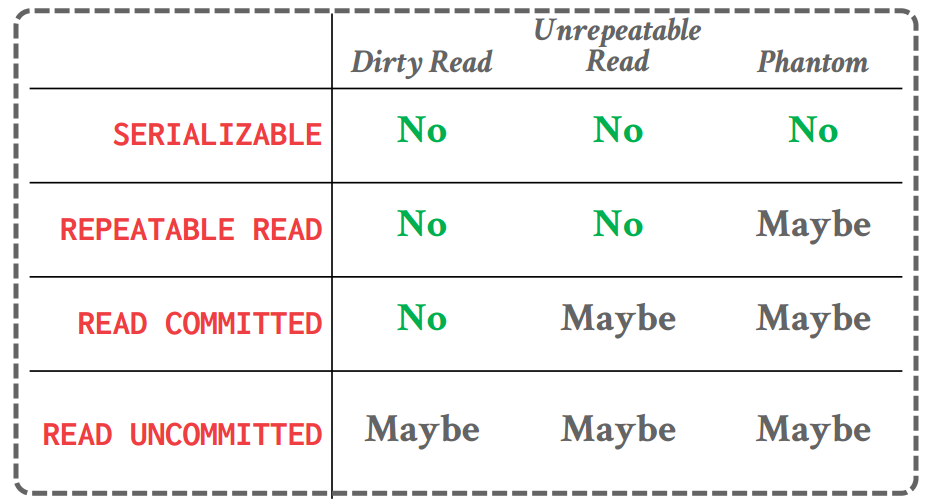 Dirty Read Unrepeatable Read Phantom
SERIALIZABLE No No No
REPEATABLE READ No No Maybe
READ COMMITTED No Maybe Maybe
READ UNCOMMITTED Maybe Maybe Maybe